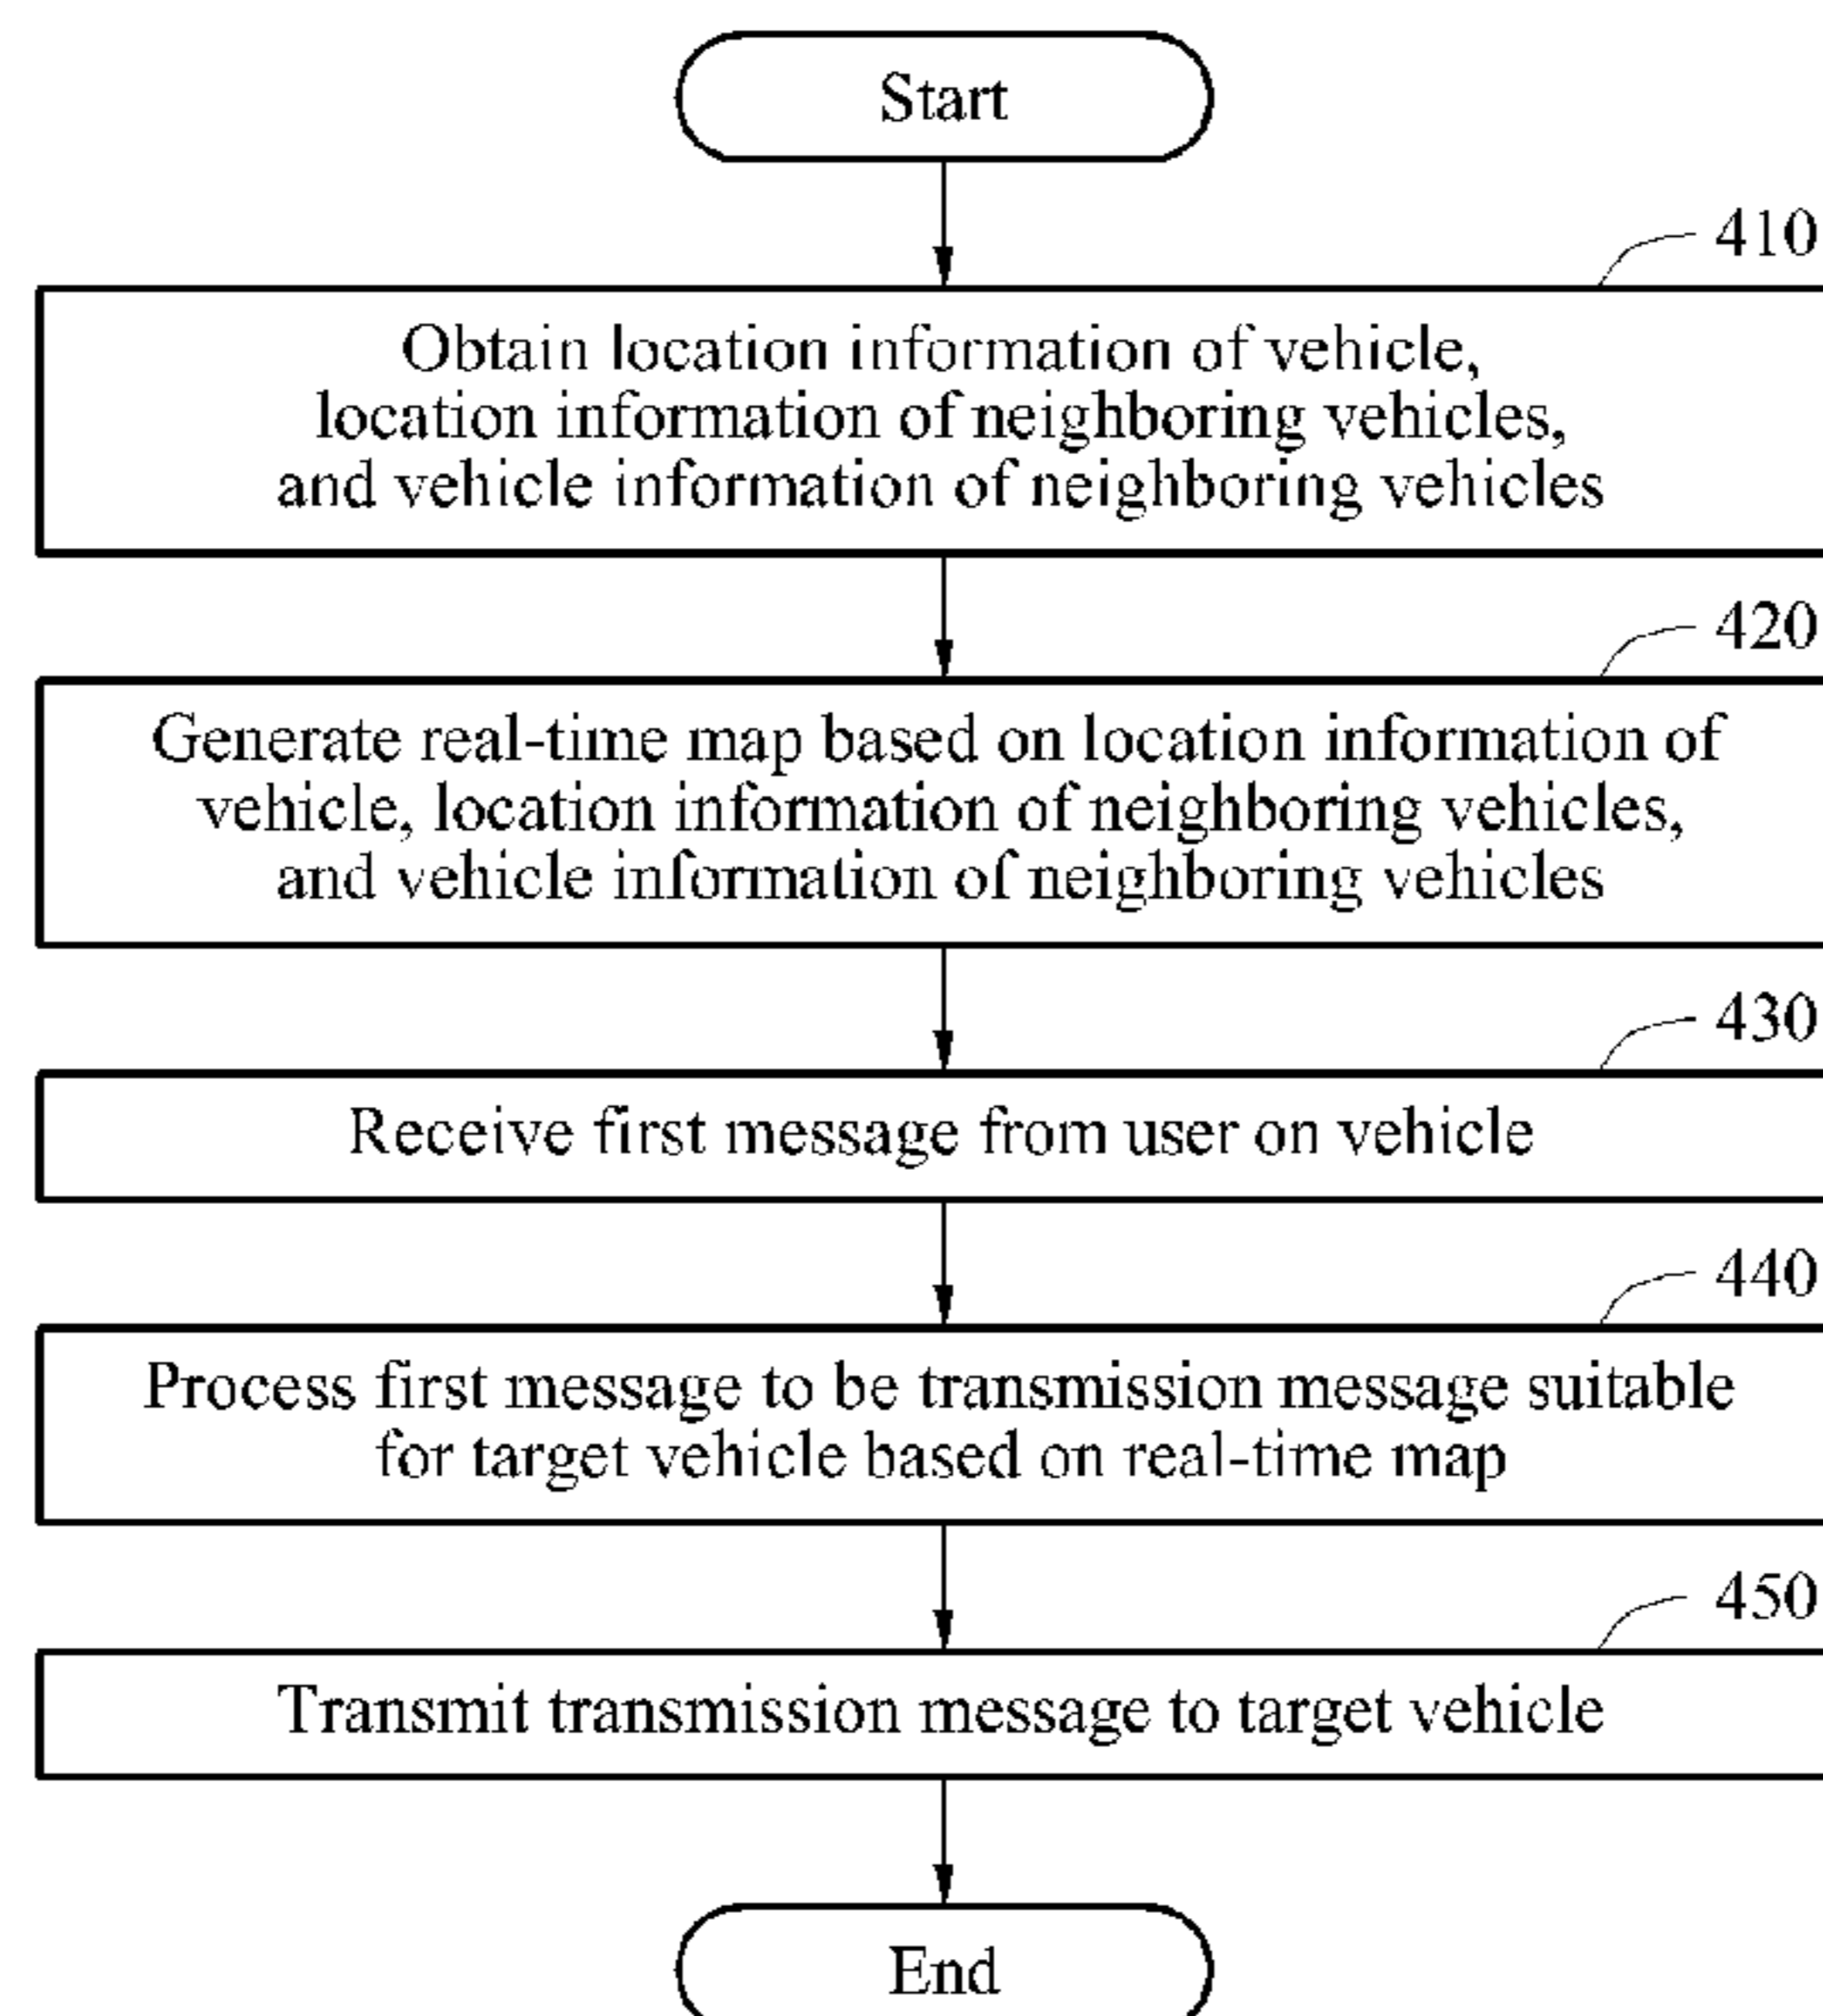 Start
410
Obtain location information of vehicle,
location information of neighboring vehicles,
and vehicle information of neighboring vehicles
420
Generate real-time map based on location information of
vehicle, location information of neighboring vehicles,
and vehicle information of neighboring vehicles
430
Receive first message from user on vehicle
440
Process first message to be transmission message suitable
for target vehicle based on real-time map
450
Transmit transmission message to target vehicle
End